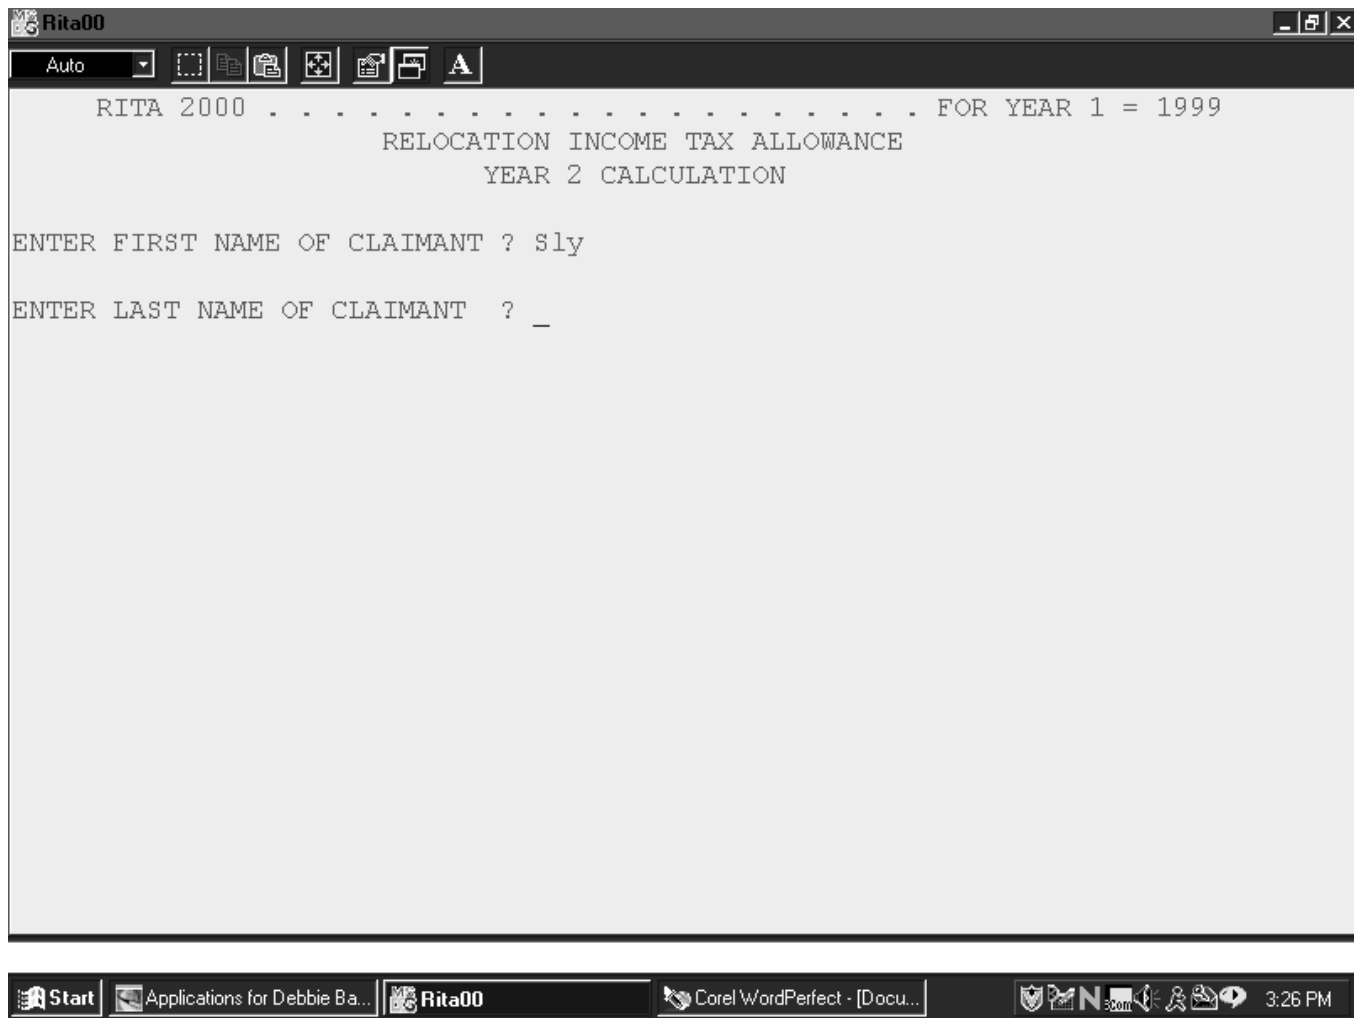 Rita00
Auto
A
RITA 2000 . . . . . . . . . . . . . . . . . . . . FOR YEAR 1 = 1999
RELOCATION INCOME TAX ALLOWANCE
YEAR 2 CALCULATION
ENTER FIRST NAME OF CLAIMANT ? Sly
ENTER LAST NAME OF CLAIMANT ? _
Start Applications for Debbie Ba... Rita00 Corel WordPerfect - [Docu... N 3Com 3:26 PM